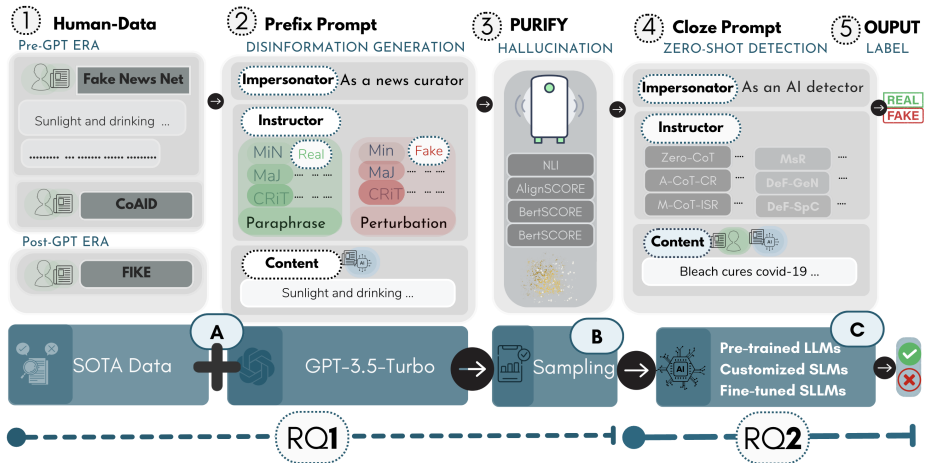 1 Human-Data
Pre-GPT ERA
Fake News Net
Sunlight and drinking ...
CoAID
Post-GPT ERA
FIKE
2 Prefix Prompt
DISINFORMATION GENERATION
Impersonator As a news curator
Instructor
MiN Real
MaJ
CRiT
Paraphrase
Min Fake
MaJ
CRiT
Perturbation
Content
AI
Sunlight and drinking ...
3 PURIFY
HALLUCINATION
NLI
AlignSCORE
BertSCORE
BertSCORE
4 Cloze Prompt
ZERO-SHOT DETECTION
Impersonator As an AI detector
Instructor
Zero-CoT .... MsR ....
A-CoT-CR .... DeF-GeN ....
M-CoT-ISR .... DeF-SpC ....
Content
AI
Bleach cures covid-19 ...
5 OUPUT
LABEL
REAL
FAKE
A
SOTA Data
GPT-3.5-Turbo
B
Sampling
C
AI
Pre-trained LLMs
Customized SLMs
Fine-tuned SLLMs
RQ1
RQ2